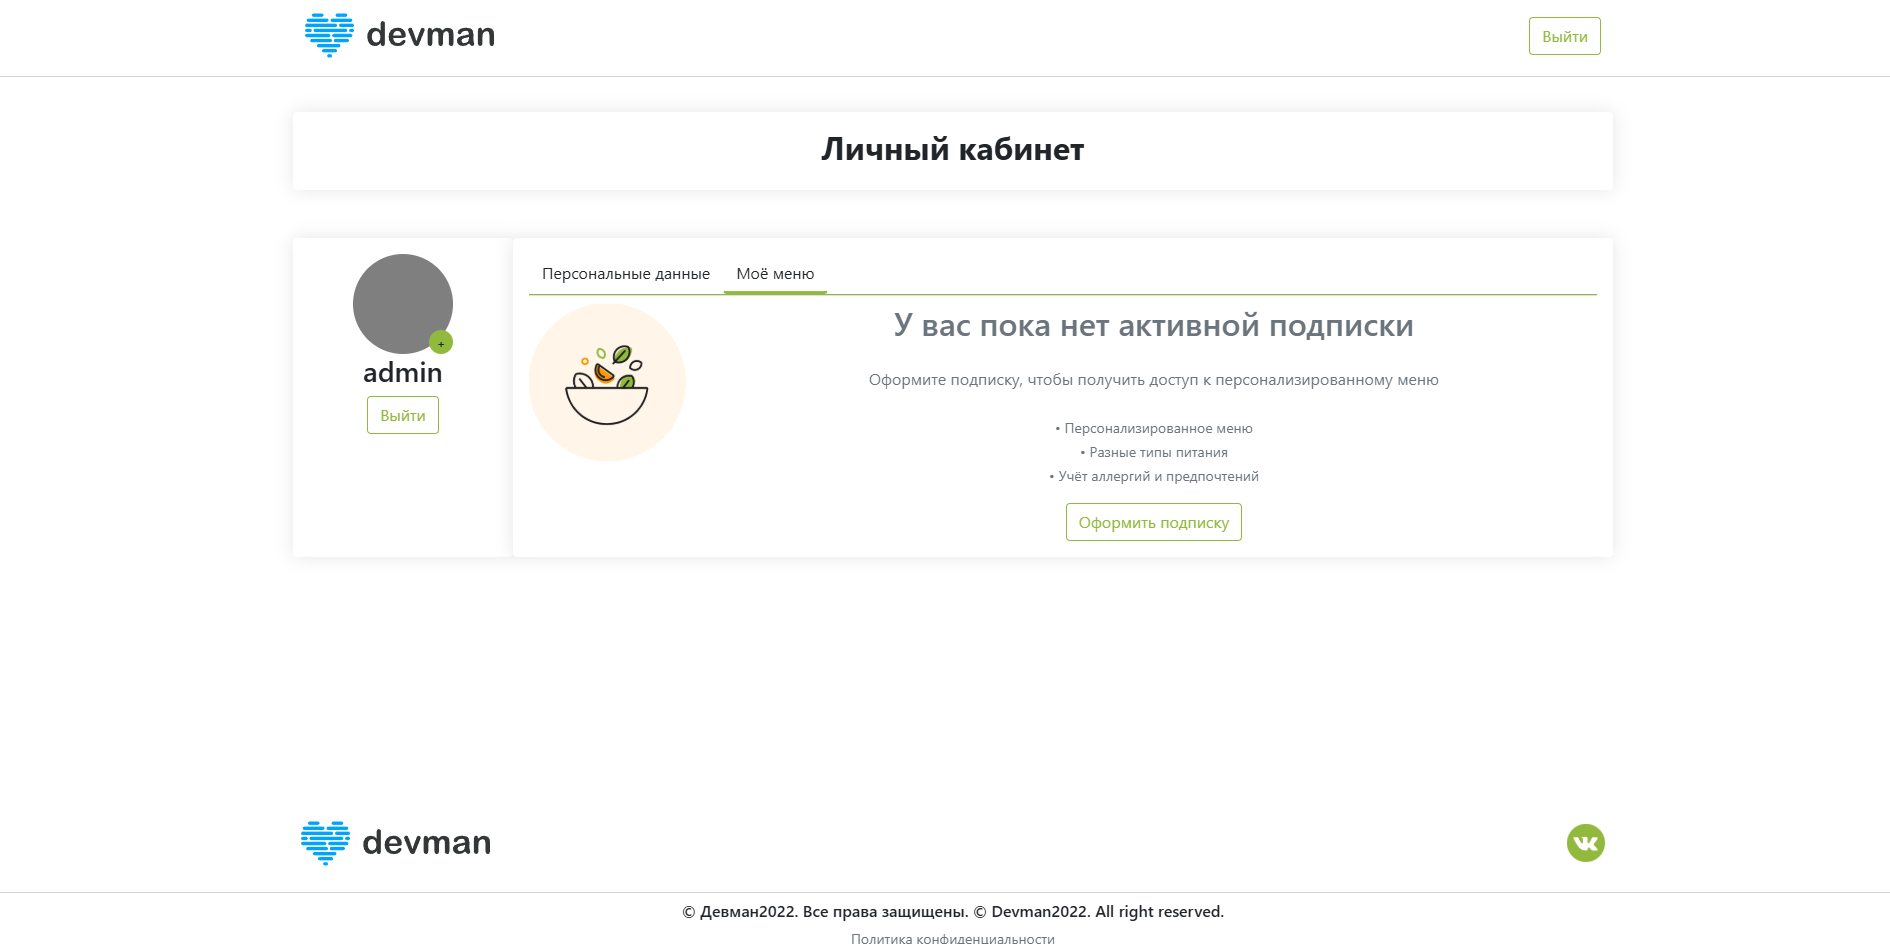 devman
Выйти
Личный кабинет
+
admin
Выйти
Персональные данные
Моё меню
У вас пока нет активной подписки
Оформите подписку, чтобы получить доступ к персонализированному меню
• Персонализированное меню
• Разные типы питания
• Учёт аллергий и предпочтений
Оформить подписку
devman
© Девман2022. Все права защищены. © Devman2022. All right reserved.
Политика конфиденциальности